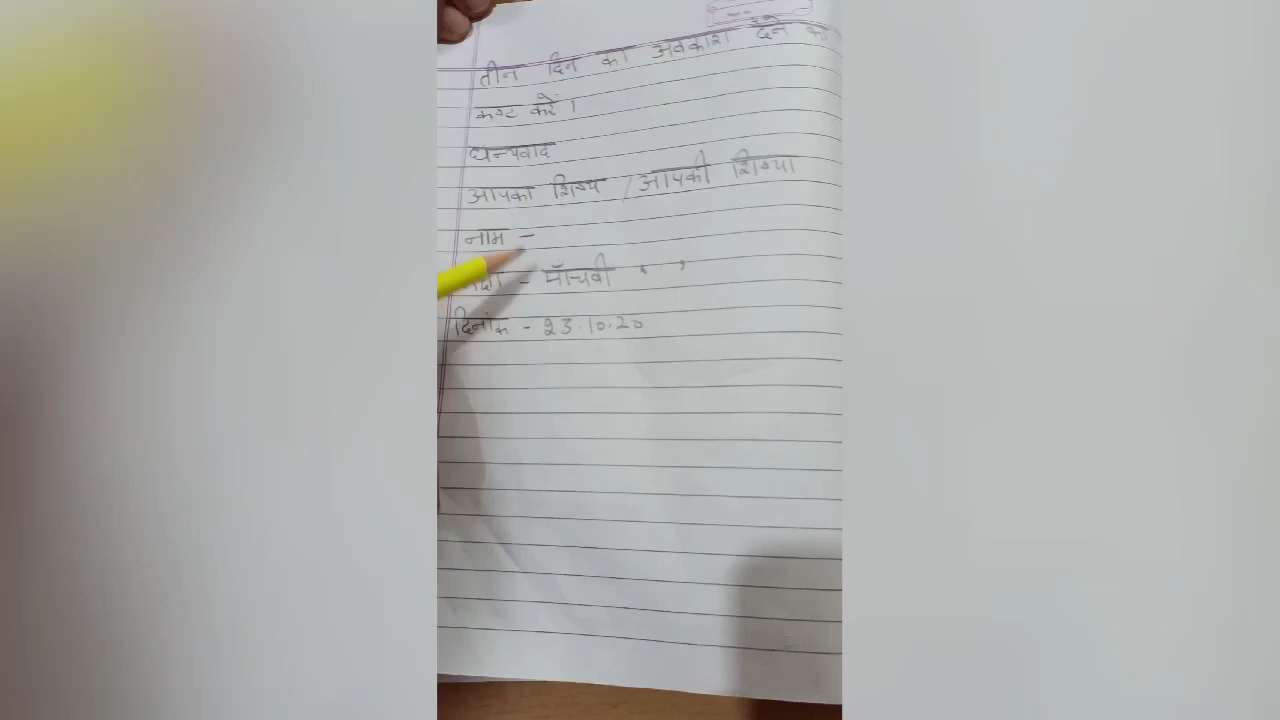 तीन दिन का अवकाश देने का
कष्ट करें ।
धन्यवाद
आपका शिष्य / आपकी शिष्या
नाम -
कक्षा - पाँचवी ' '
दिनांक - 23.10.20